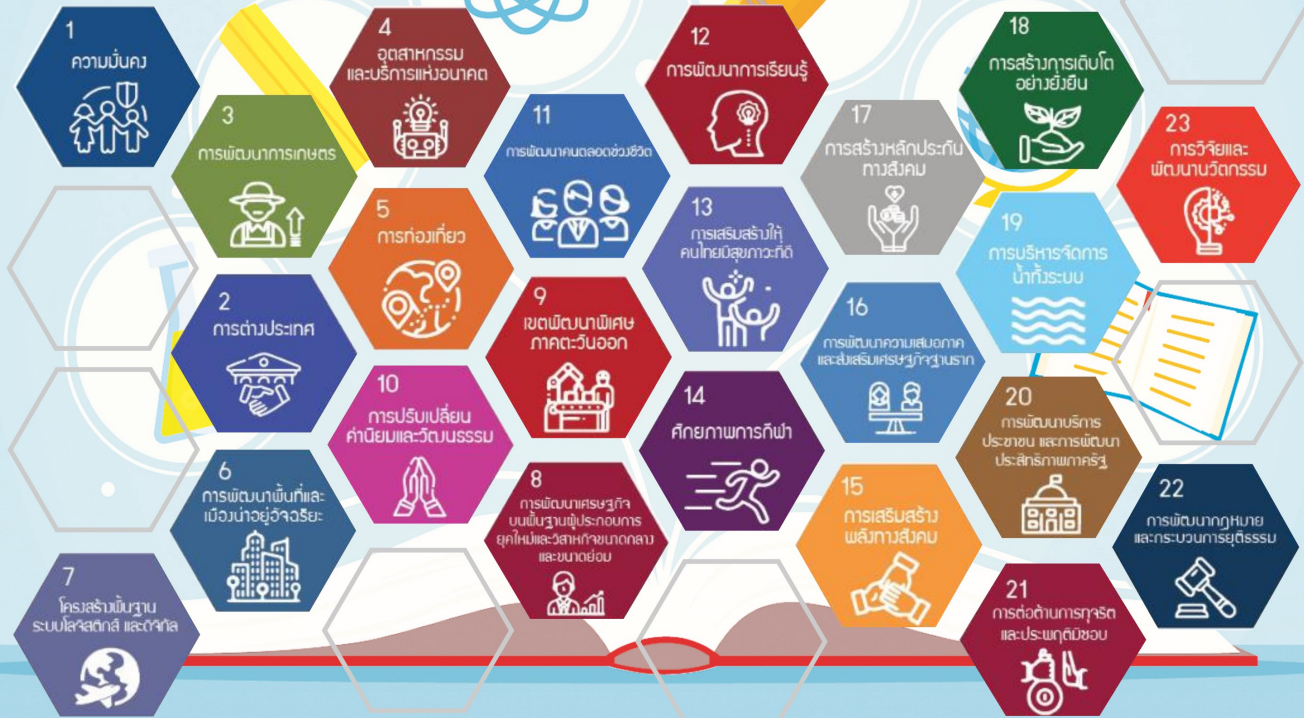 1
ความมั่นคง
2
การต่างประเทศ
3
การพัฒนาการเกษตร
4
อุตสาหกรรม
และบริการแห่งอนาคต
5
การท่องเที่ยว
6
การพัฒนาพื้นที่และ
เมืองน่าอยู่อัจฉริยะ
7
โครงสร้างพื้นฐาน
ระบบโลจิสติกส์ และดิจิทัล
8
การพัฒนาเศรษฐกิจ
บนพื้นฐานผู้ประกอบการ
ยุคใหม่และวิสาหกิจขนาดกลาง
และขนาดย่อม
9
เขตพัฒนาพิเศษ
ภาคตะวันออก
10
การปรับเปลี่ยน
ค่านิยมและวัฒนธรรม
11
การพัฒนาคนตลอดช่วงชีวิต
12
การพัฒนาการเรียนรู้
13
การเสริมสร้างให้
คนไทยมีสุขภาวะที่ดี
14
ศักยภาพการกีฬา
15
การเสริมสร้าง
พลังทางสังคม
16
การพัฒนาความเสมอภาค
และส่งเสริมเศรษฐกิจฐานราก
17
การสร้างหลักประกัน
ทางสังคม
18
การสร้างการเติบโต
อย่างยั่งยืน
19
การบริหารจัดการ
น้ำทั้งระบบ
20
การพัฒนาบริการ
ประชาชน และการพัฒนา
ประสิทธิภาพภาครัฐ
21
การต่อต้านการทุจริต
และประพฤติมิชอบ
22
การพัฒนากฎหมาย
และกระบวนการยุติธรรม
23
การวิจัยและ
พัฒนานวัตกรรม